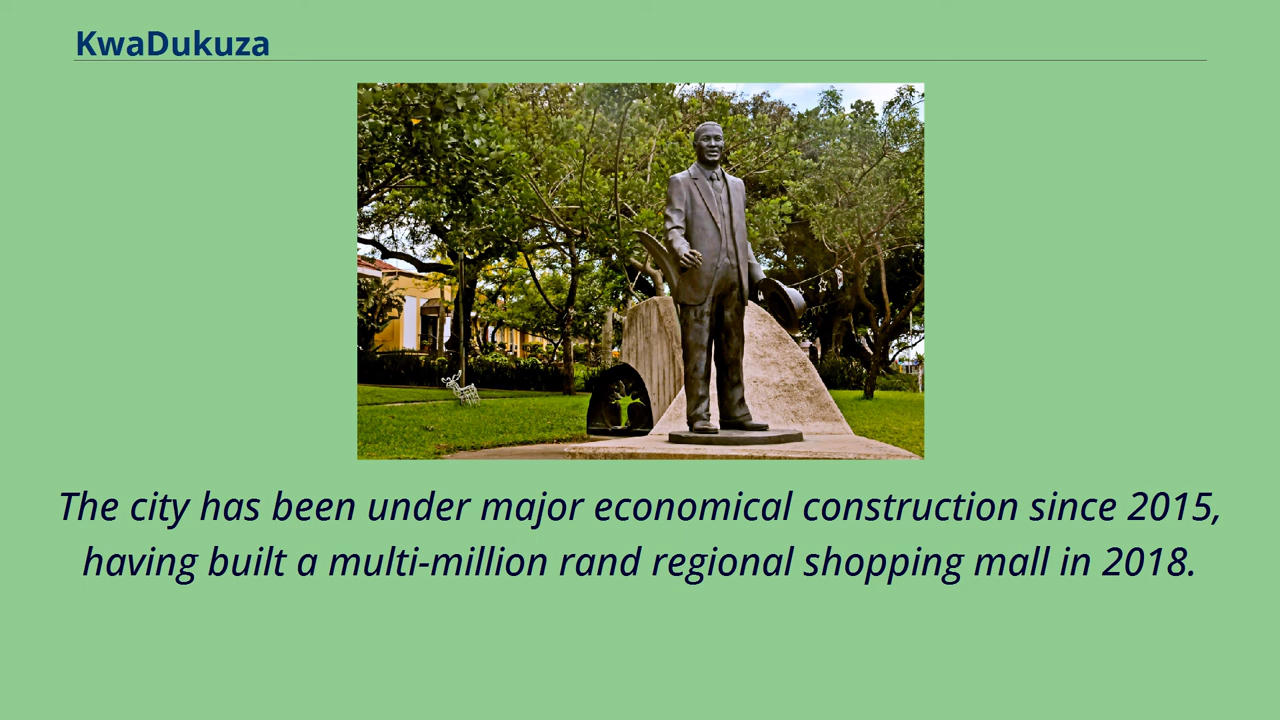 KwaDukuza
The city has been under major economical construction since 2015,
having built a multi-million rand regional shopping mall in 2018.